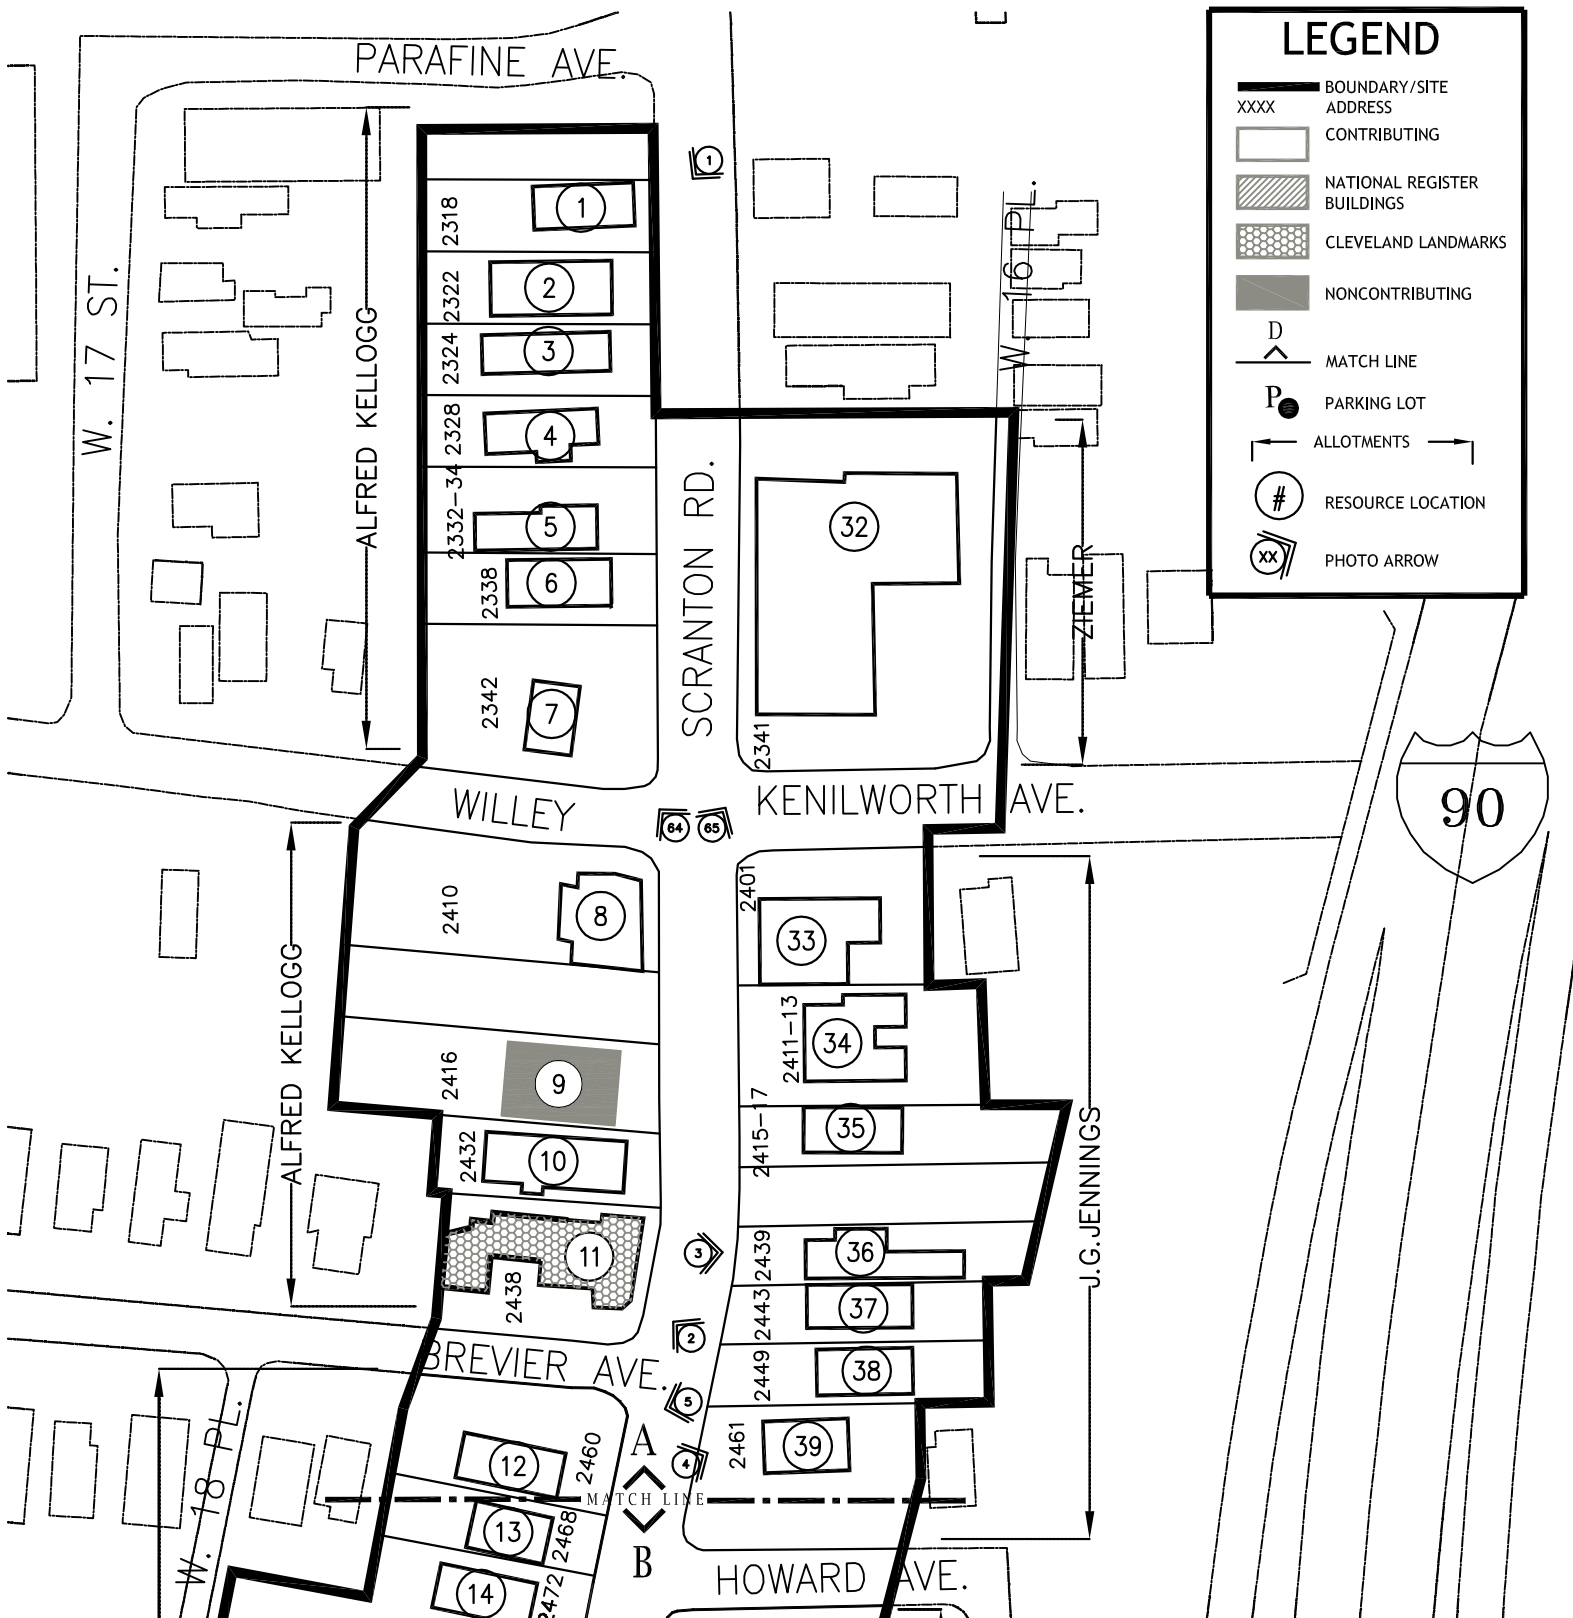 PARAFINE AVE.
LEGEND
BOUNDARY/SITE
XXXX ADDRESS
CONTRIBUTING
NATIONAL REGISTER
BUILDINGS
CLEVELAND LANDMARKS
NONCONTRIBUTING
D
MATCH LINE
P PARKING LOT
ALLOTMENTS
# RESOURCE LOCATION
XX PHOTO ARROW
W. 17 ST.
ALFRED KELLOGG
W. 16 PL.
SCRANTON RD.
ZIEMER
1
2318
1
2322
2
2324
3
2328
4
2332-34
5
2338
6
2342
7
32
2341
WILLEY
KENILWORTH AVE.
64
65
90
ALFRED KELLOGG
J.G.JENNINGS
2410
8
2401
33
2411-13
34
2416
9
2415-17
35
2432
10
2438
11
3
2439
36
2443
37
2
2449
38
BREVIER AVE.
5
W. 18 PL.
2460
12
A
4
2461
39
MATCH LINE
B
2468
13
2472
14
HOWARD AVE.